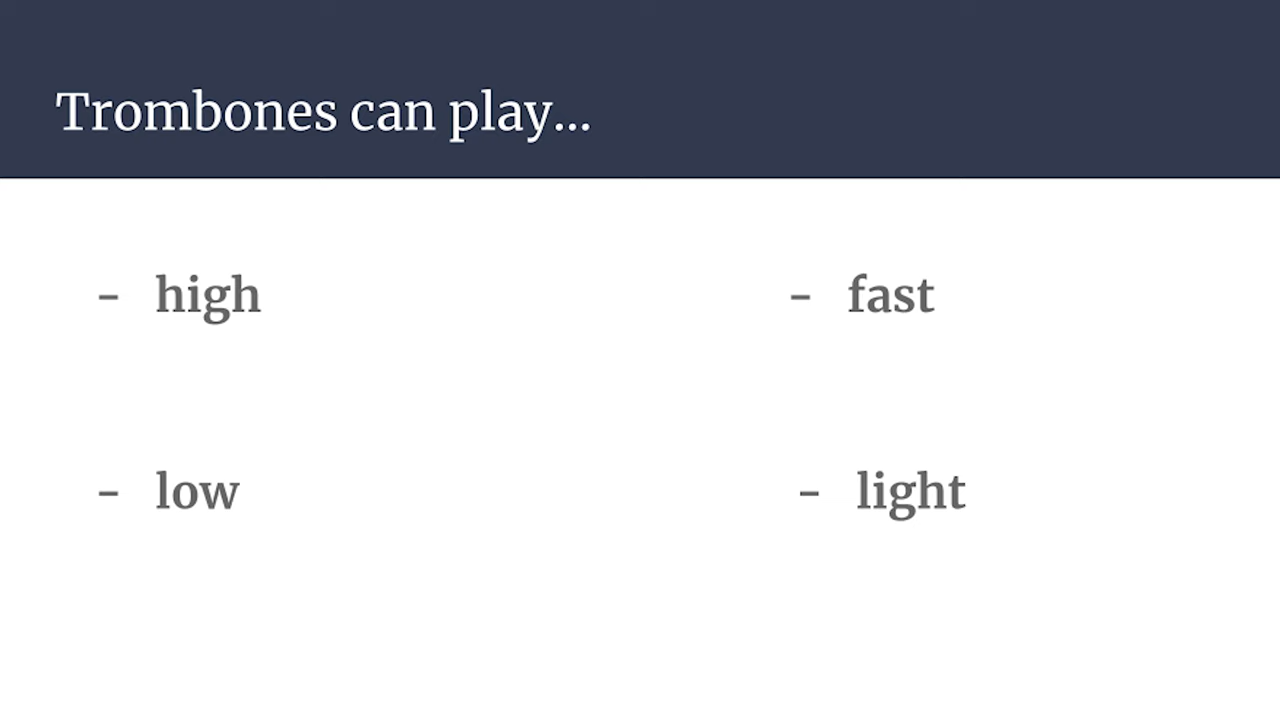 Trombones can play...
- high
- low
- fast
- light